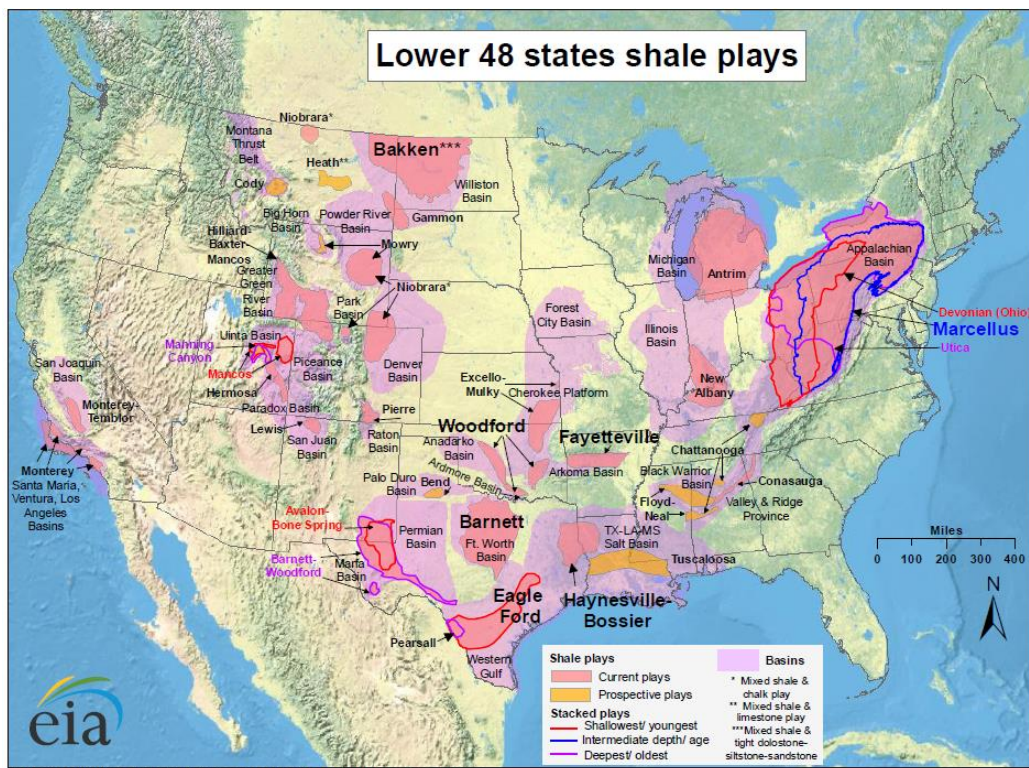 Lower 48 states shale plays
Niobrara*
Montana
Thrust
Belt
Bakken***
Heath**
Cody
Williston
Basin
Big Horn
Basin
Powder River
Basin
Gammon
Hilliard-
Baxter-
Mancos
Mowry
Greater
Green
River
Basin
Niobrara*
Park
Basin
Michigan
Basin
Antrim
Appalachian
Basin
Devonian (Ohio)
Marcellus
Utica
Forest
City Basin
Illinois
Basin
Uinta Basin
Manning
Canyon
Mancos
Piceance
Basin
Denver
Basin
San Joaquin
Basin
Hermosa
Excello-
Mulky
Cherokee Platform
New
Albany
Monterey-
Temblor
Paradox Basin
Lewis
San Juan
Basin
Pierre
Raton
Basin
Woodford
Anadarko
Basin
Fayetteville
Chattanooga
Monterey
Santa Maria,
Ventura, Los
Angeles
Basins
Palo Duro
Basin
Bend
Ardmore Basin
Arkoma Basin
Black Warrior
Basin
Conasauga
Floyd-
Neal
Valley & Ridge
Province
Avalon-
Bone Spring
Permian
Basin
Barnett
Ft. Worth
Basin
TX-LA-MS
Salt Basin
Tuscaloosa
Barnett-
Woodford
Marfa
Basin
Eagle
Ford
Haynesville-
Bossier
Pearsall
Western
Gulf
Miles
0 100 200 300 400
N
Shale plays
Current plays
Prospective plays
Stacked plays
Shallowest/ youngest
Intermediate depth/ age
Deepest/ oldest
Basins
* Mixed shale &
chalk play
** Mixed shale &
limestone play
***Mixed shale &
tight dolostone-
siltstone-sandstone
eia